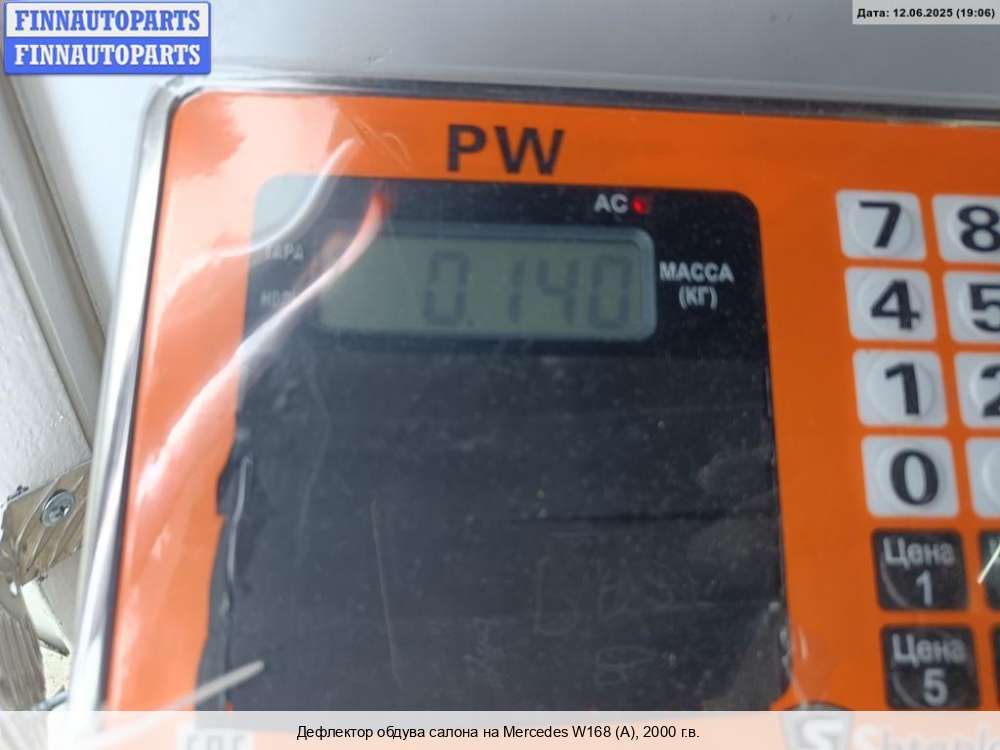 FINNAUTOPARTS
FINNAUTOPARTS
Дата: 12.06.2025 (19:06)
PW
AC
0.140
МАССА
(КГ)
7 8
4 5
1 2
0
Цена
1
Цена
5
Дефлектор обдува салона на Mercedes W168 (A), 2000 г.в.